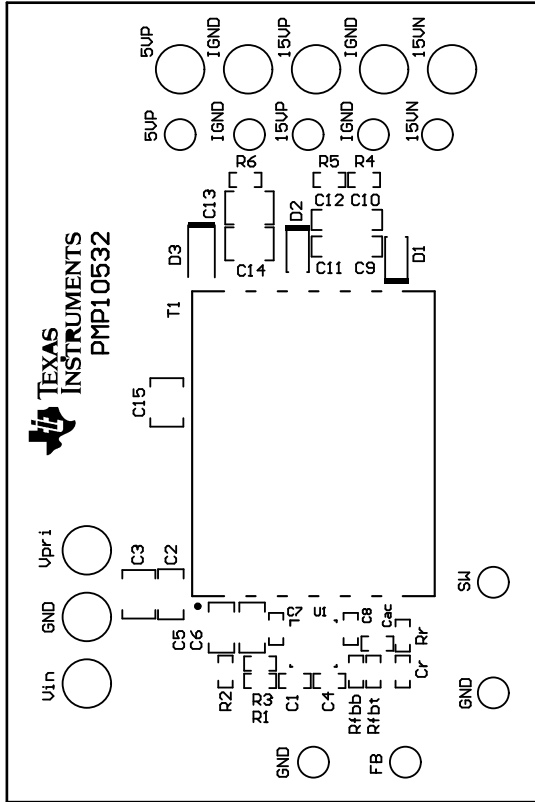 5VP
IGND
15VP
IGND
15VN
5VP
IGND
15VP
IGND
15VN
R6
R5
R4
C13
D2
C12
C10
D3
C14
C11
C9
D1
T1
TEXAS
INSTRUMENTS
PMP10532
C15
Vpri
GND
Vin
C3
C2
SW
GND
C5
C6
C7
U1
C8
Cac
Rr
R2
R3
R1
C1
C4
Rfbb
Rfbt
Cr
GND
FB